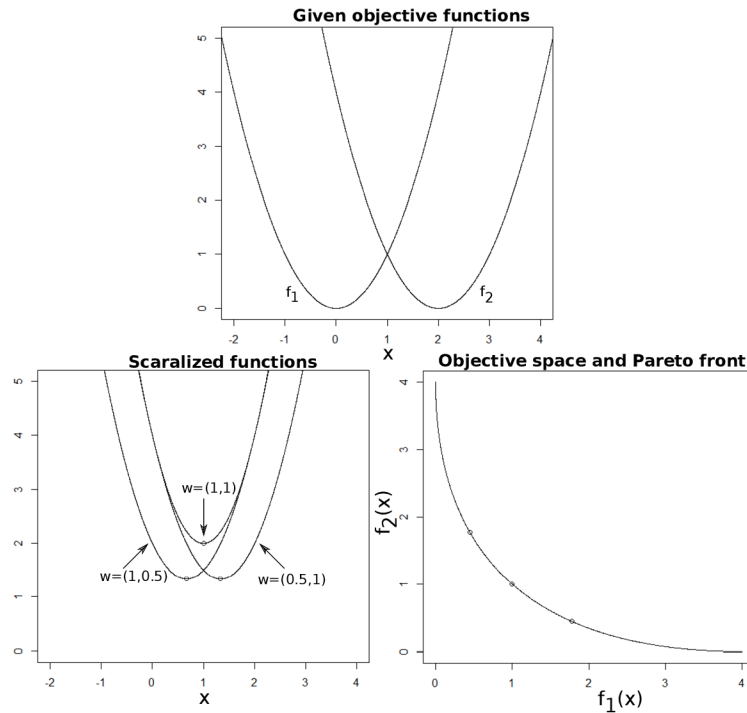 Given objective functions
5
4
3
2
1
0
f1
f2
-2 -1 0 1 2 3 4
x
Scaralized functions
5
4
3
2
1
0
w=(1,1)
w=(1,0.5)
w=(0.5,1)
-2 -1 0 1 2 3 4
x
Objective space and Pareto front
4
3
2
1
0
f2(x)
0 1 2 3 4
f1(x)